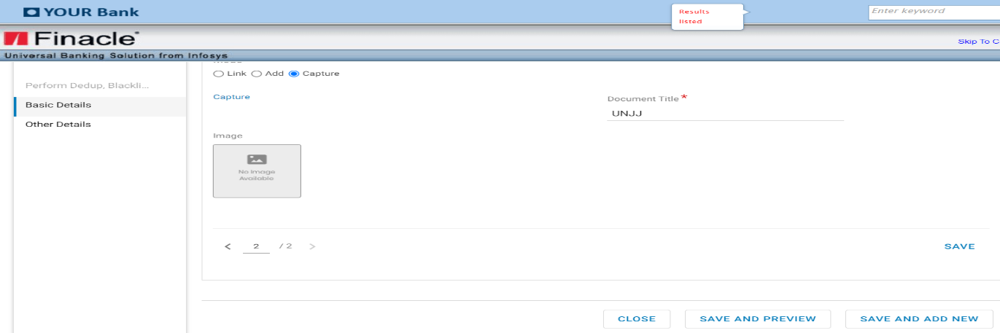 YOUR Bank
Results
listed
Enter keyword
Finacle
Skip To C
Universal Banking Solution from Infosys
Perform Dedup, Blackli...
Basic Details
Other Details
Link Add Capture
Capture
Document Title *
UNJJ
Image
No Image
Available
< 2 / 2 >
SAVE
CLOSE
SAVE AND PREVIEW
SAVE AND ADD NEW